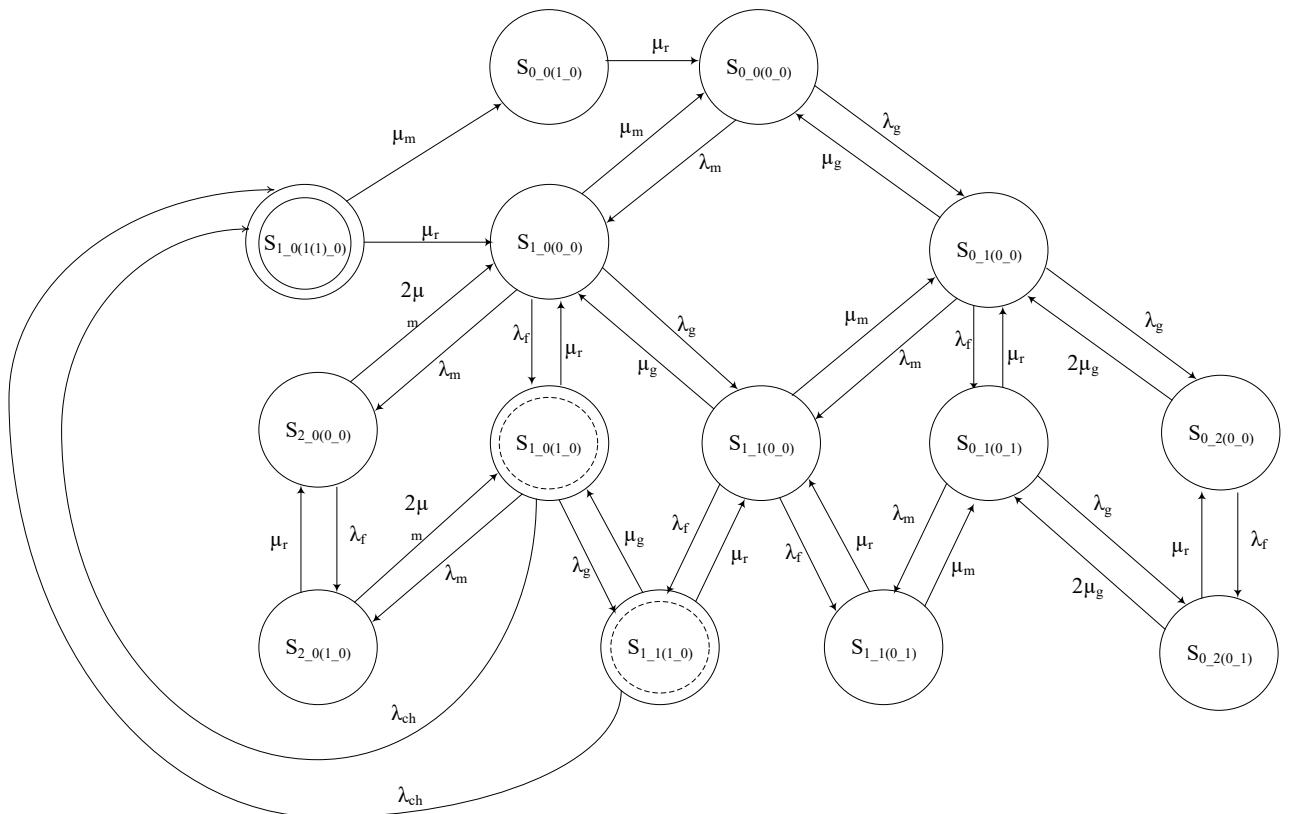 S0_0(1_0) μr S0_0(0_0)
μm μm λm μg λg
S1_0(1(1)_0) μr S1_0(0_0) S0_1(0_0)
2μ
m λm λf μr λg μg μm λm λf μr λg 2μg
S2_0(0_0) S1_0(1_0) S1_1(0_0) S0_1(0_1) S0_2(0_0)
μr λf 2μ
m λm λg μg λf μr λf μr λm μm λg 2μg μr λf
S2_0(1_0) S1_1(1_0) S1_1(0_1) S0_2(0_1)
λch
λch